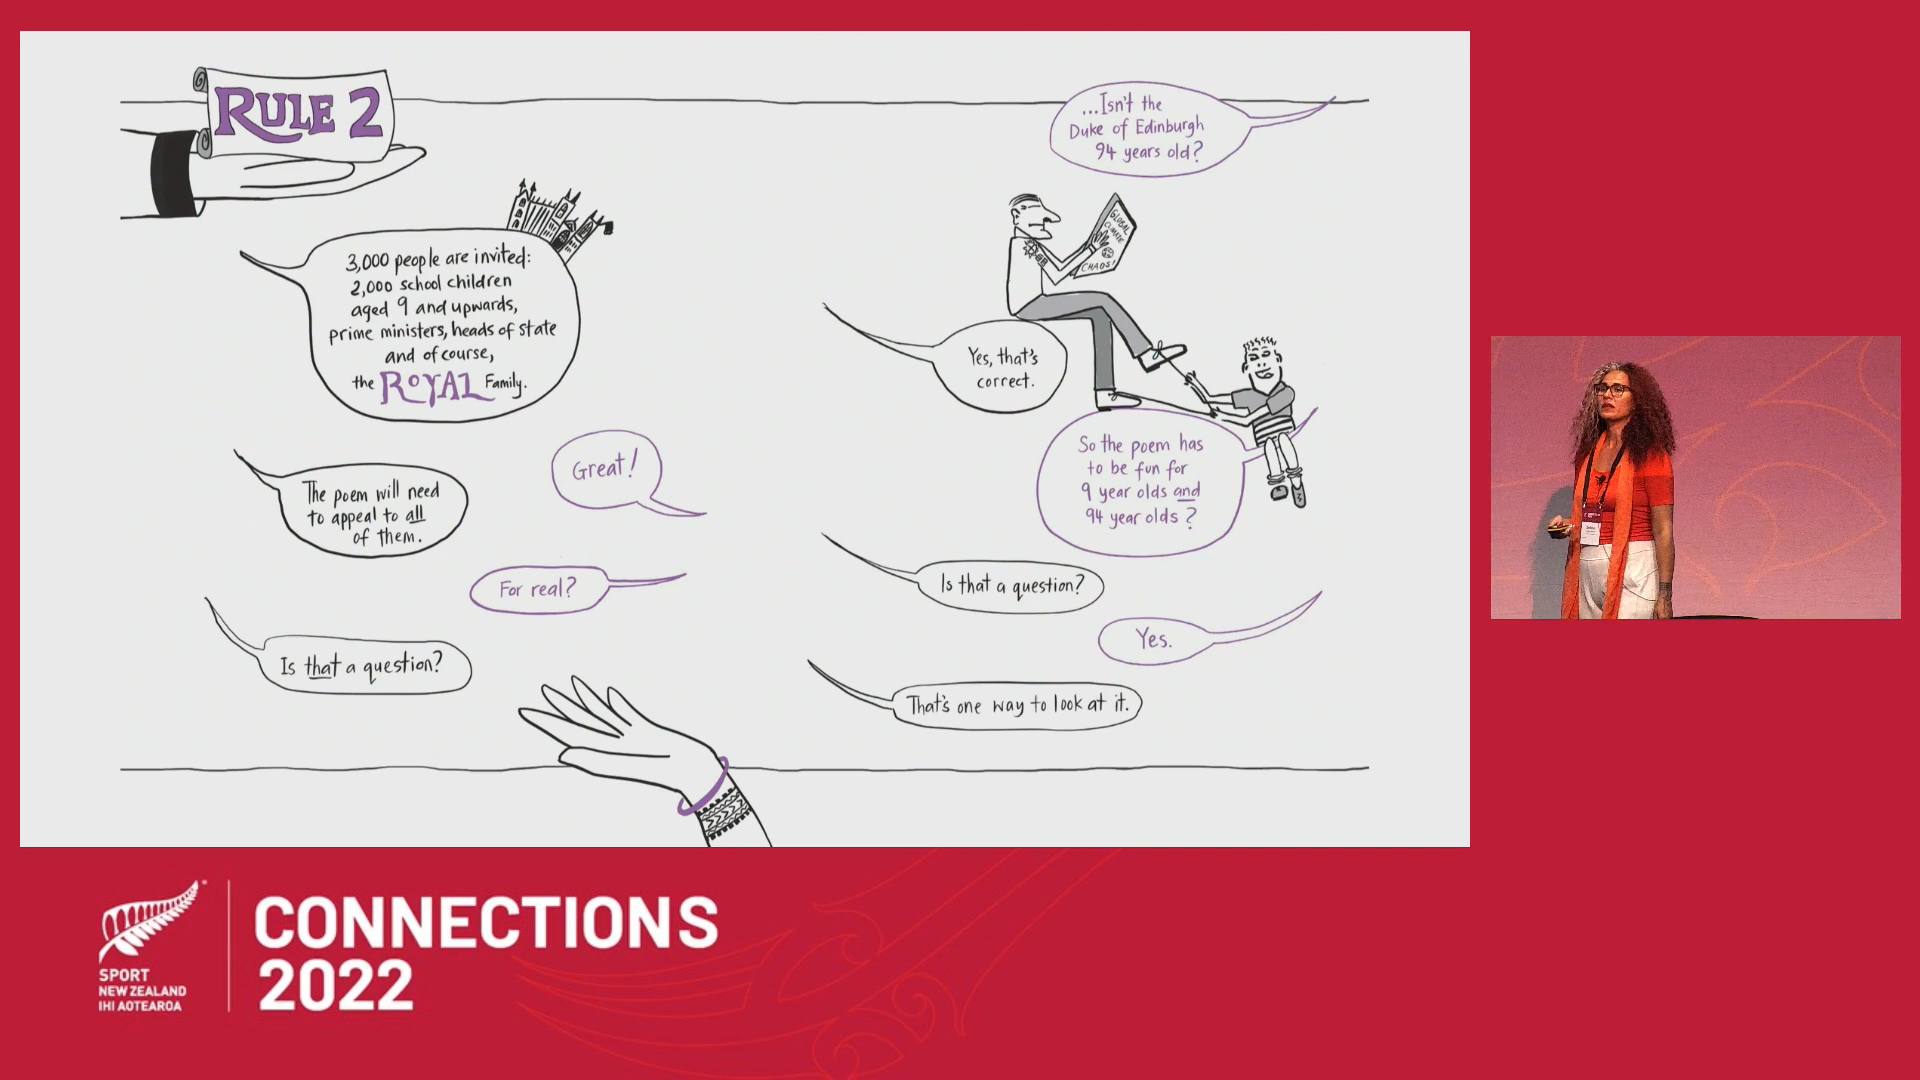 RULE 2
3,000 people are invited:
2,000 school children
aged 9 and upwards,
prime ministers, heads of state
and of course,
the ROYAL Family.
The poem will need
to appeal to all
of them.
Great!
For real?
Is that a question?
...Isn't the
Duke of Edinburgh
94 years old?
GLOBAL
CLIMATE
CHAOS!
Yes, that's
correct.
So the poem has
to be fun for
9 year olds and
94 year olds?
Is that a question?
Yes.
That's one way to look at it.
SPORT
NEW ZEALAND
IHI AOTEAROA
CONNECTIONS
2022